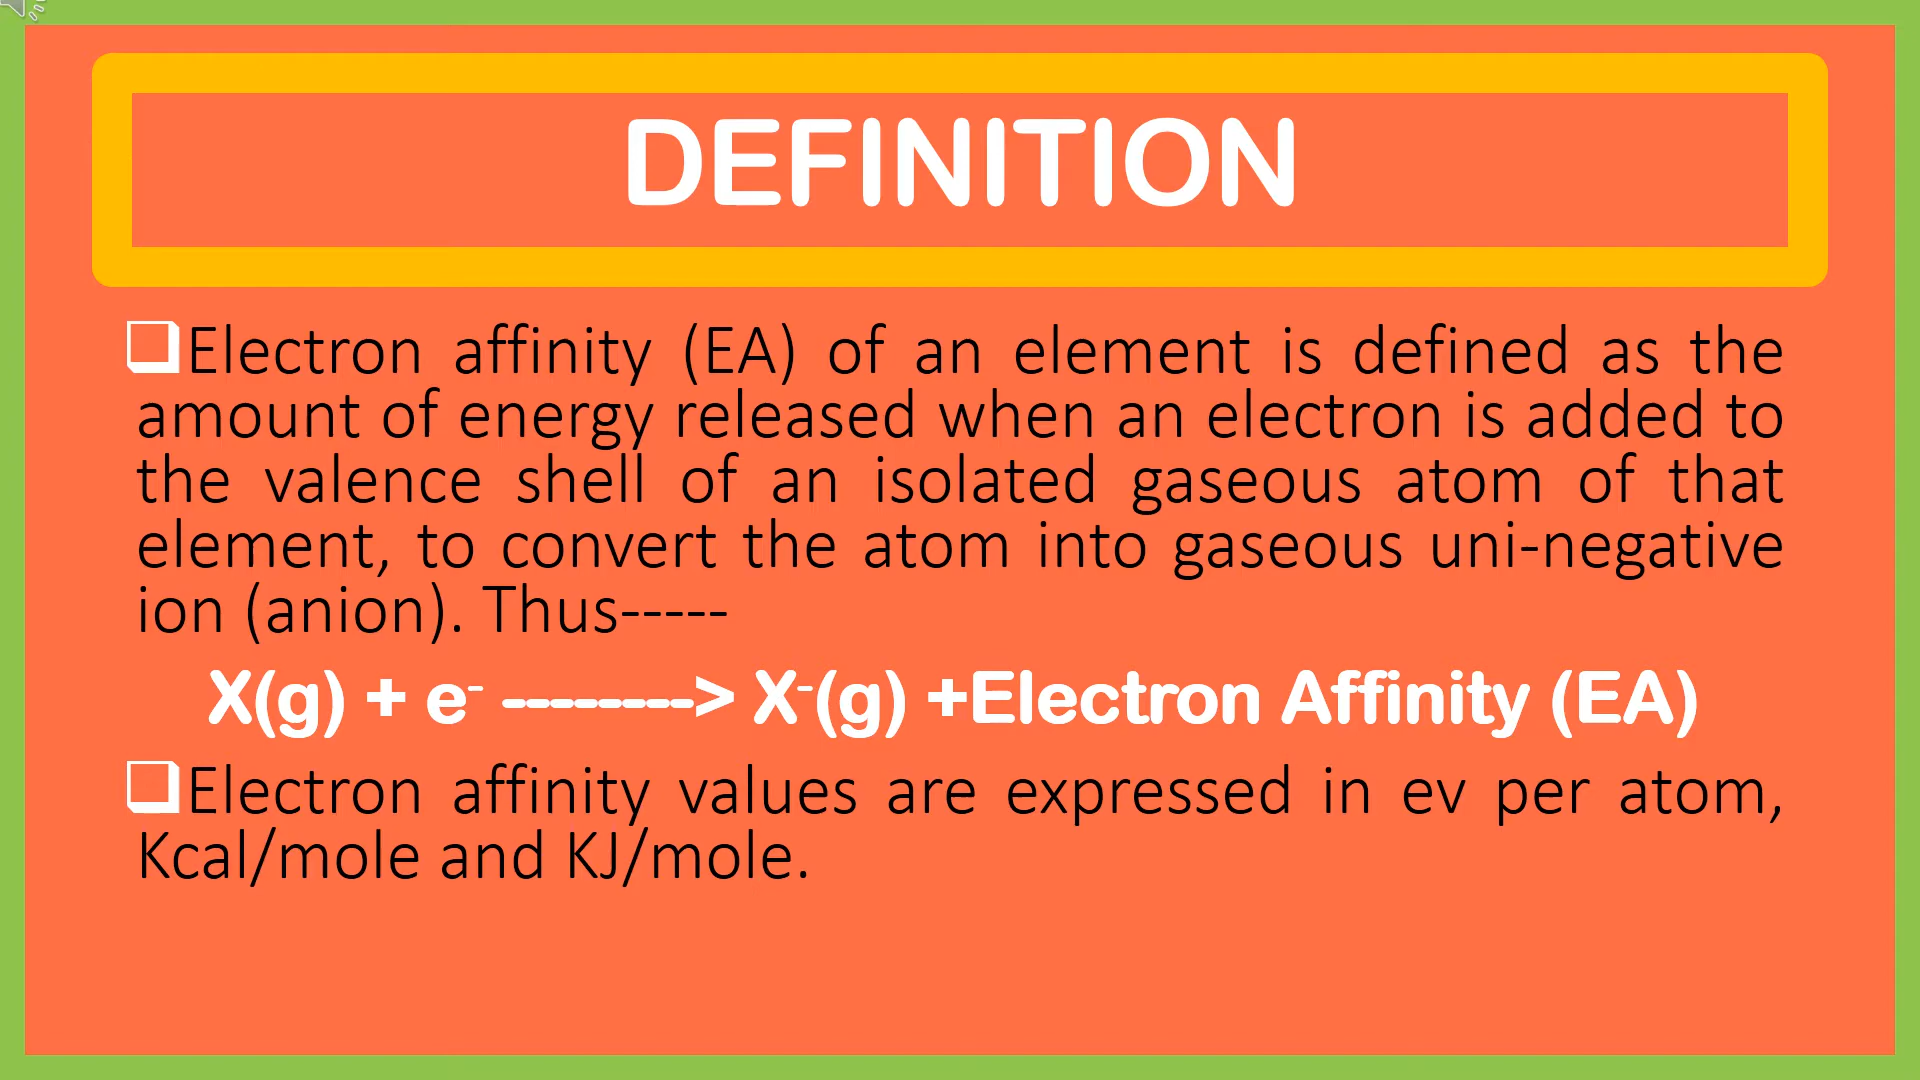 DEFINITION
Electron affinity (EA) of an element is defined as the
amount of energy released when an electron is added to
the valence shell of an isolated gaseous atom of that
element, to convert the atom into gaseous uni-negative
ion (anion). Thus-----
X(g) + e⁻ --------> X⁻(g) +Electron Affinity (EA)
Electron affinity values are expressed in ev per atom,
Kcal/mole and KJ/mole.